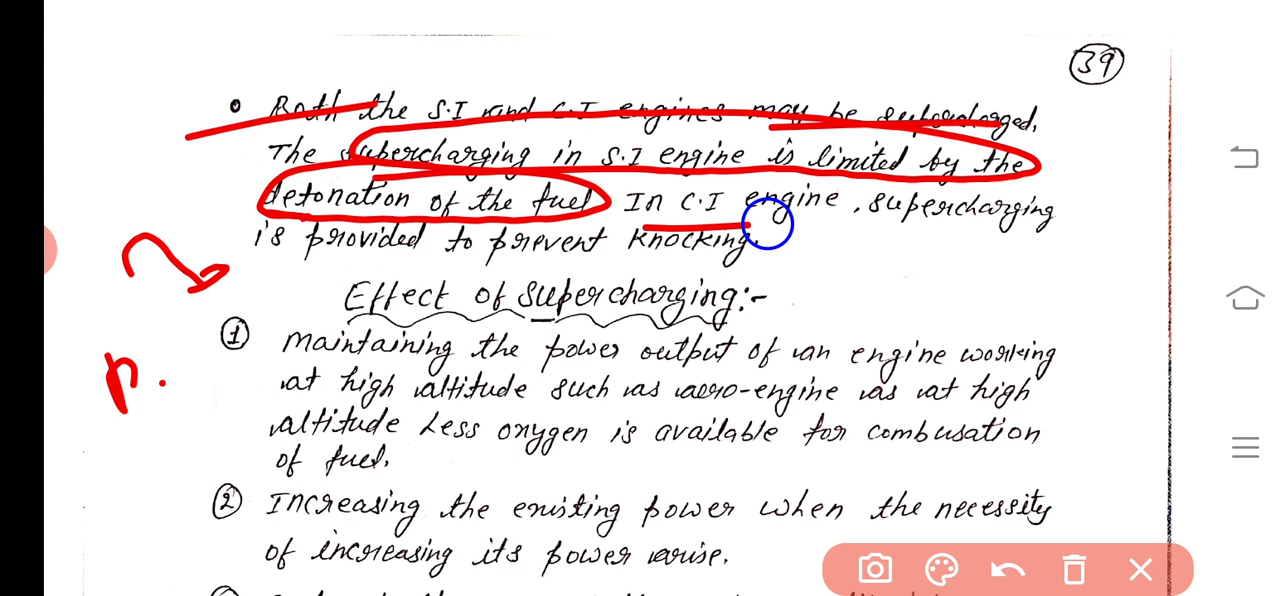 39
Both the S.I and C.I engines may be supercharged.
The supercharging in S.I engine is limited by the
detonation of the fuel In C.I engine, supercharging
is provided to prevent knocking.
Effect of Supercharging:-
① Maintaining the power output of an engine working
at high altitude such as aero-engine as at high
altitude Less oxygen is available for combusation
of fuel.
② Increasing the existing power when the necessity
of increasing its power arise.
P.